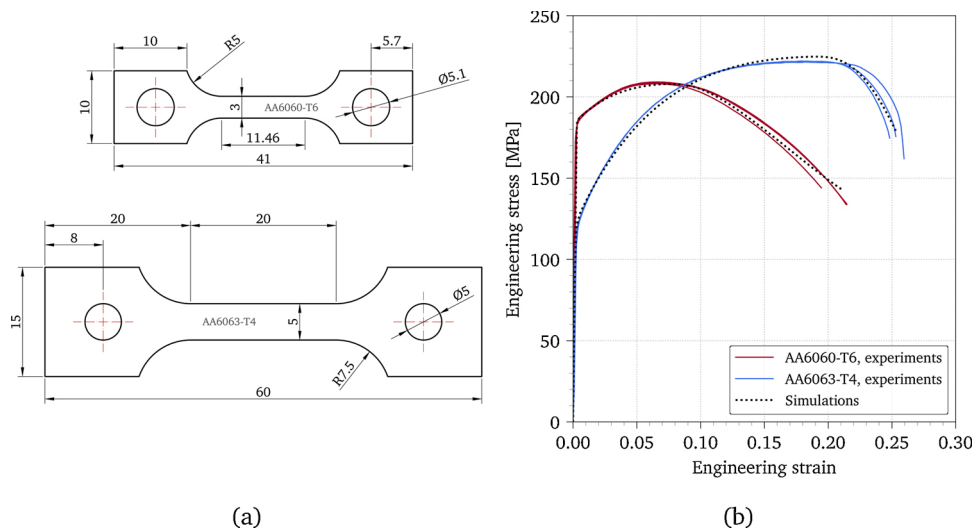 10
5.7
R5
Ø5.1
10
3
AA6060-T6
11.46
41
20
20
8
15
AA6063-T4
5
Ø5
R7.5
60
(a)
250
200
150
100
50
0
Engineering stress [MPa]
AA6060-T6, experiments
AA6063-T4, experiments
Simulations
0.00 0.05 0.10 0.15 0.20 0.25 0.30
Engineering strain
(b)